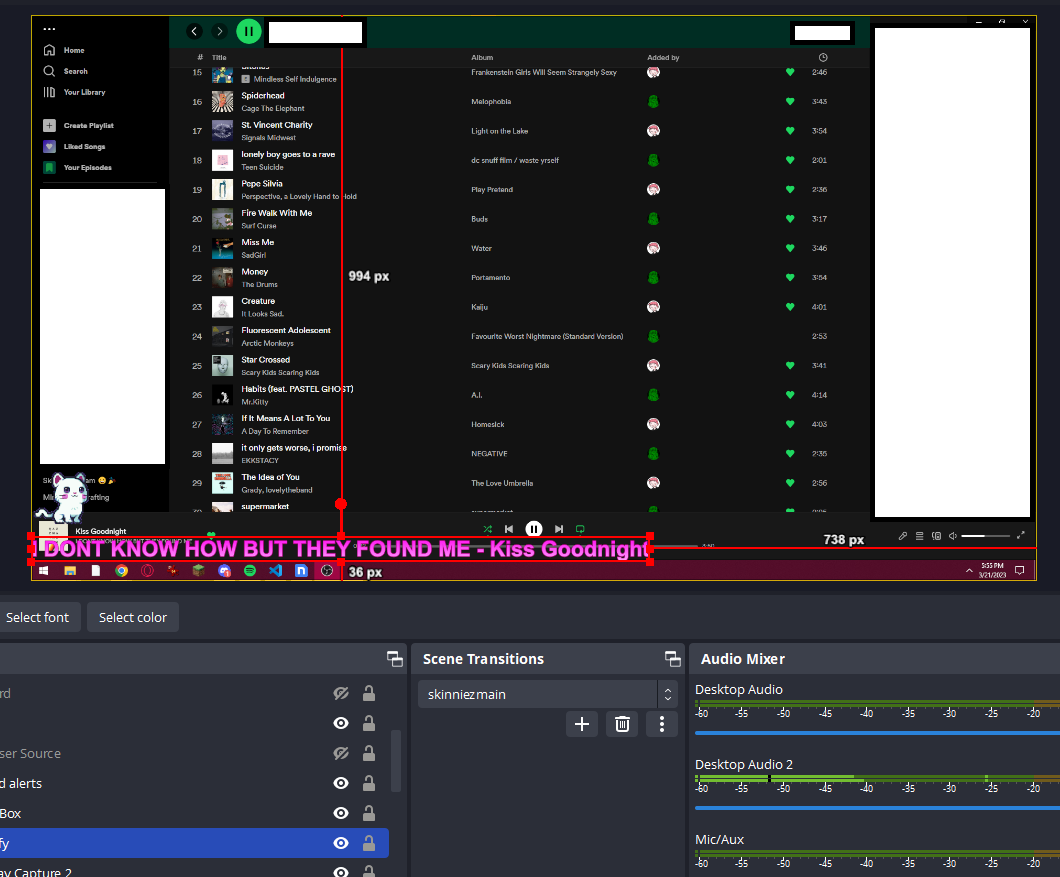 Home
Search
Your Library
Create Playlist
Liked Songs
Your Episodes
# Title Album Added by
15 Mindless Self Indulgence Frankenstein Girls Will Seem Strangely Sexy 2:46
E
16 Spiderhead Melophobia 3:43
Cage The Elephant
17 St. Vincent Charity Light on the Lake 3:54
Signals Midwest
18 lonely boy goes to a rave dc snuff film / waste yrself 2:01
Teen Suicide
19 Pepe Silvia Play Pretend 2:36
Perspective, a Lovely Hand to Hold
20 Fire Walk With Me Buds 3:17
Surf Curse
21 Miss Me Water 3:46
SadGirl
22 Money Portamento 3:54
The Drums
994 px
23 Creature Kaiju 4:01
It Looks Sad.
24 Fluorescent Adolescent Favourite Worst Nightmare (Standard Version) 2:53
Arctic Monkeys
25 Star Crossed Scary Kids Scaring Kids 3:41
Scary Kids Scaring Kids
26 Habits (feat. PASTEL GHOST) A.I. 4:14
Mr.Kitty
27 If It Means A Lot To You Homesick 4:03
A Day To Remember
28 it only gets worse, i promise NEGATIVE 2:35
EKKSTACY
29 The Idea of You The Love Umbrella 2:56
Grady, lovelytheband
supermarket
Kiss Goodnight
I DONT KNOW HOW BUT THEY FOUND ME - Kiss Goodnight
738 px
36 px
5:55 PM
3/21/2023
Select font Select color
Scene Transitions
Audio Mixer
rd
skinniezmain
ser Source
d alerts
Box
fy
ay Capture 2
Desktop Audio
-60 -55 -50 -45 -40 -35 -30 -25 -20
Desktop Audio 2
-60 -55 -50 -45 -40 -35 -30 -25 -20
Mic/Aux
-60 -55 -50 -45 -40 -35 -30 -25 -20